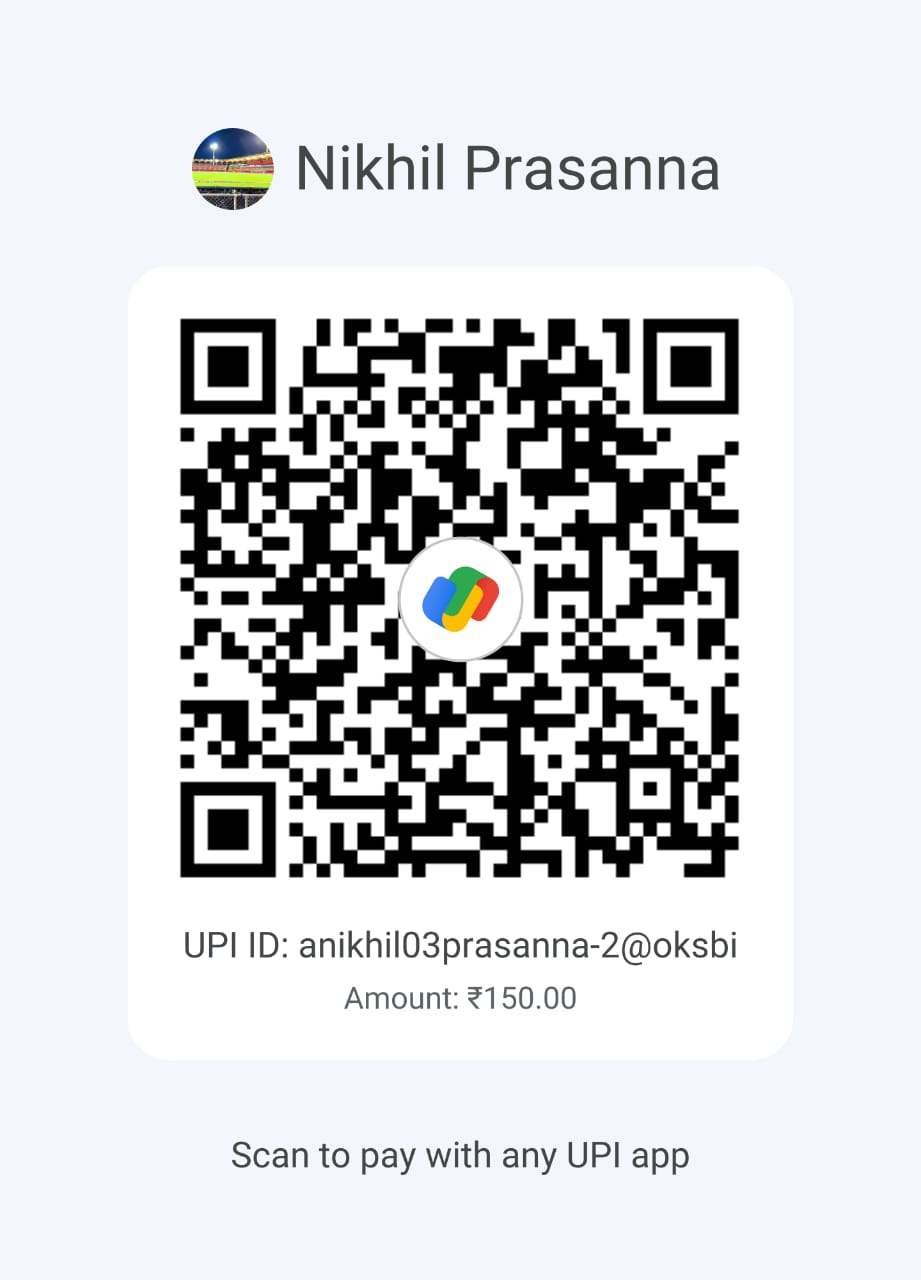 Nikhil Prasanna
UPI ID: anikhil03prasanna-2@oksbi
Amount: ₹150.00
Scan to pay with any UPI app